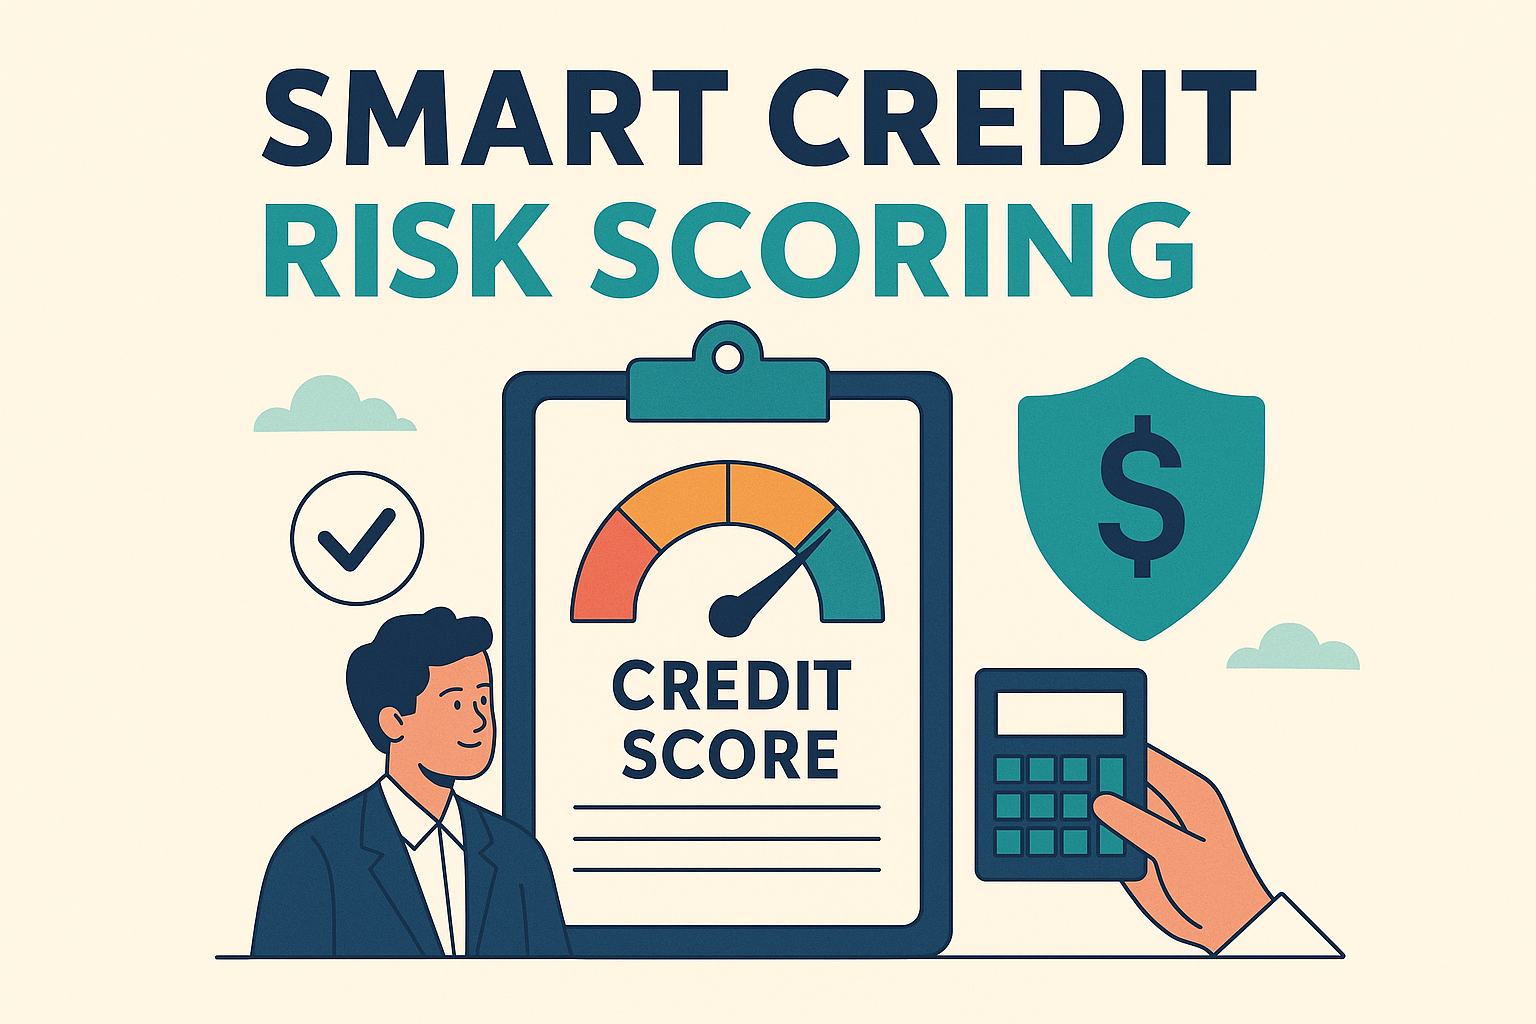 SMART CREDIT
RISK SCORING
$
CREDIT
SCORE